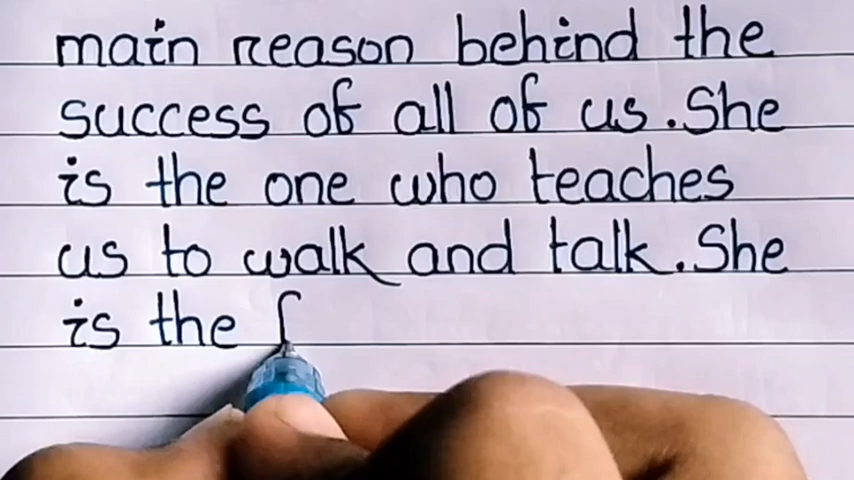 main reason behind the
success of all of us. She
is the one who teaches
us to walk and talk. She
is the